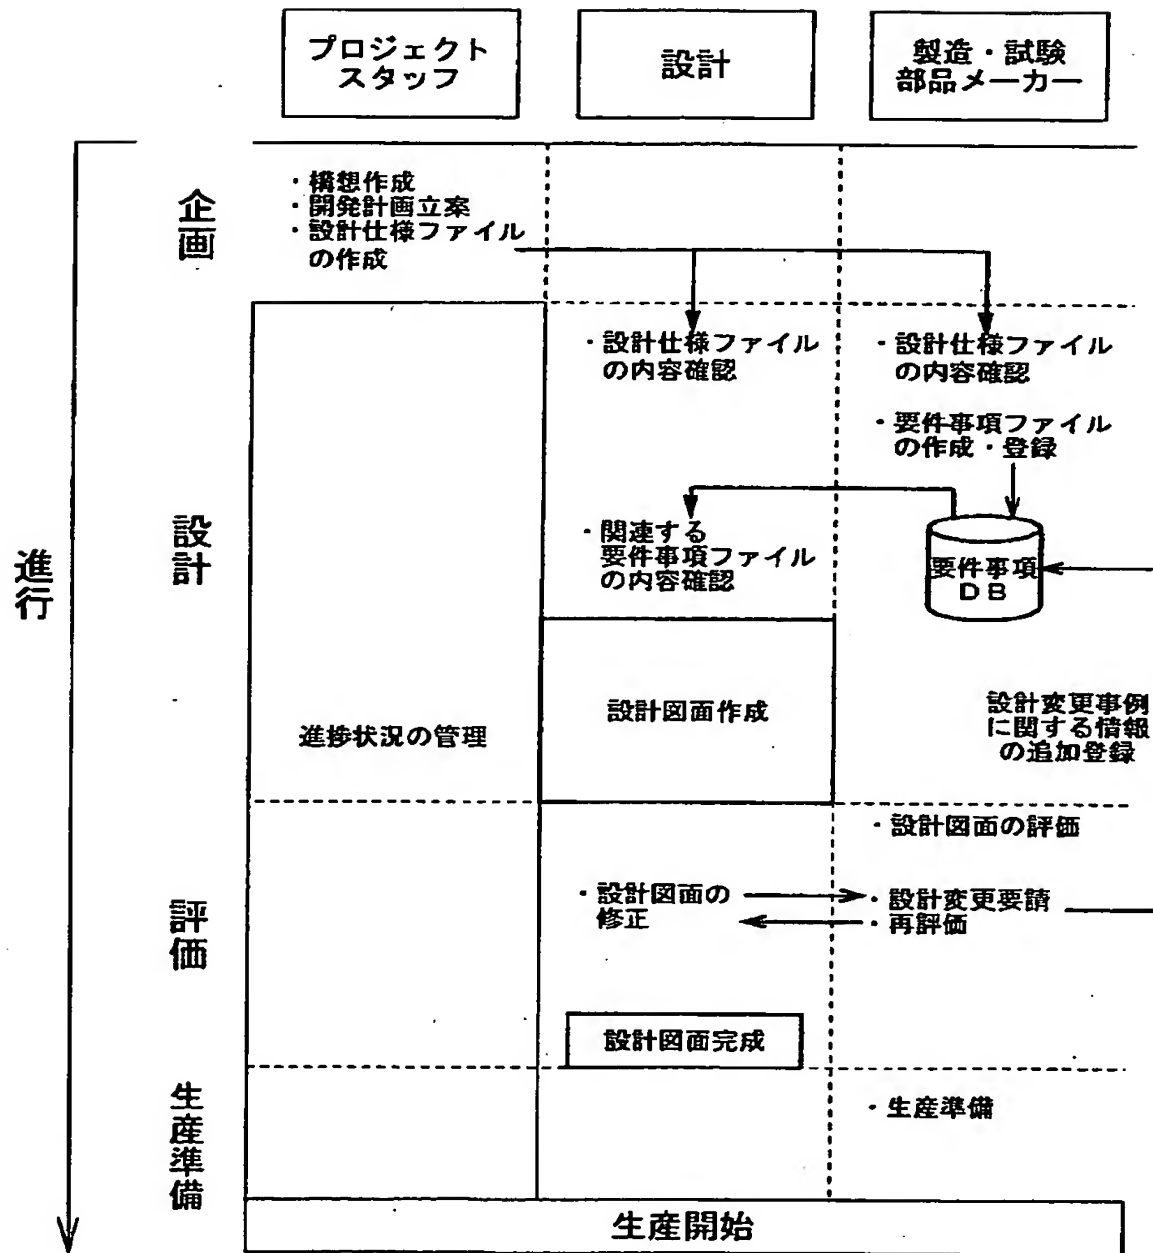 プロジェクト
スタッフ
設計
製造・試験
部品メーカー
進行
企画
・構想作成
・開発計画立案
・設計仕様ファイル
の作成
設計
・設計仕様ファイル
の内容確認
・設計仕様ファイル
の内容確認
・要件事項ファイル
の作成・登録
・関連する
要件事項ファイル
の内容確認
要件事項
DB
進捗状況の管理
設計図面作成
設計変更事例
に関する情報
の追加登録
評価
・設計図面の評価
・設計図面の
修正
・設計変更要請
・再評価
設計図面完成
生産準備
・生産準備
生産開始